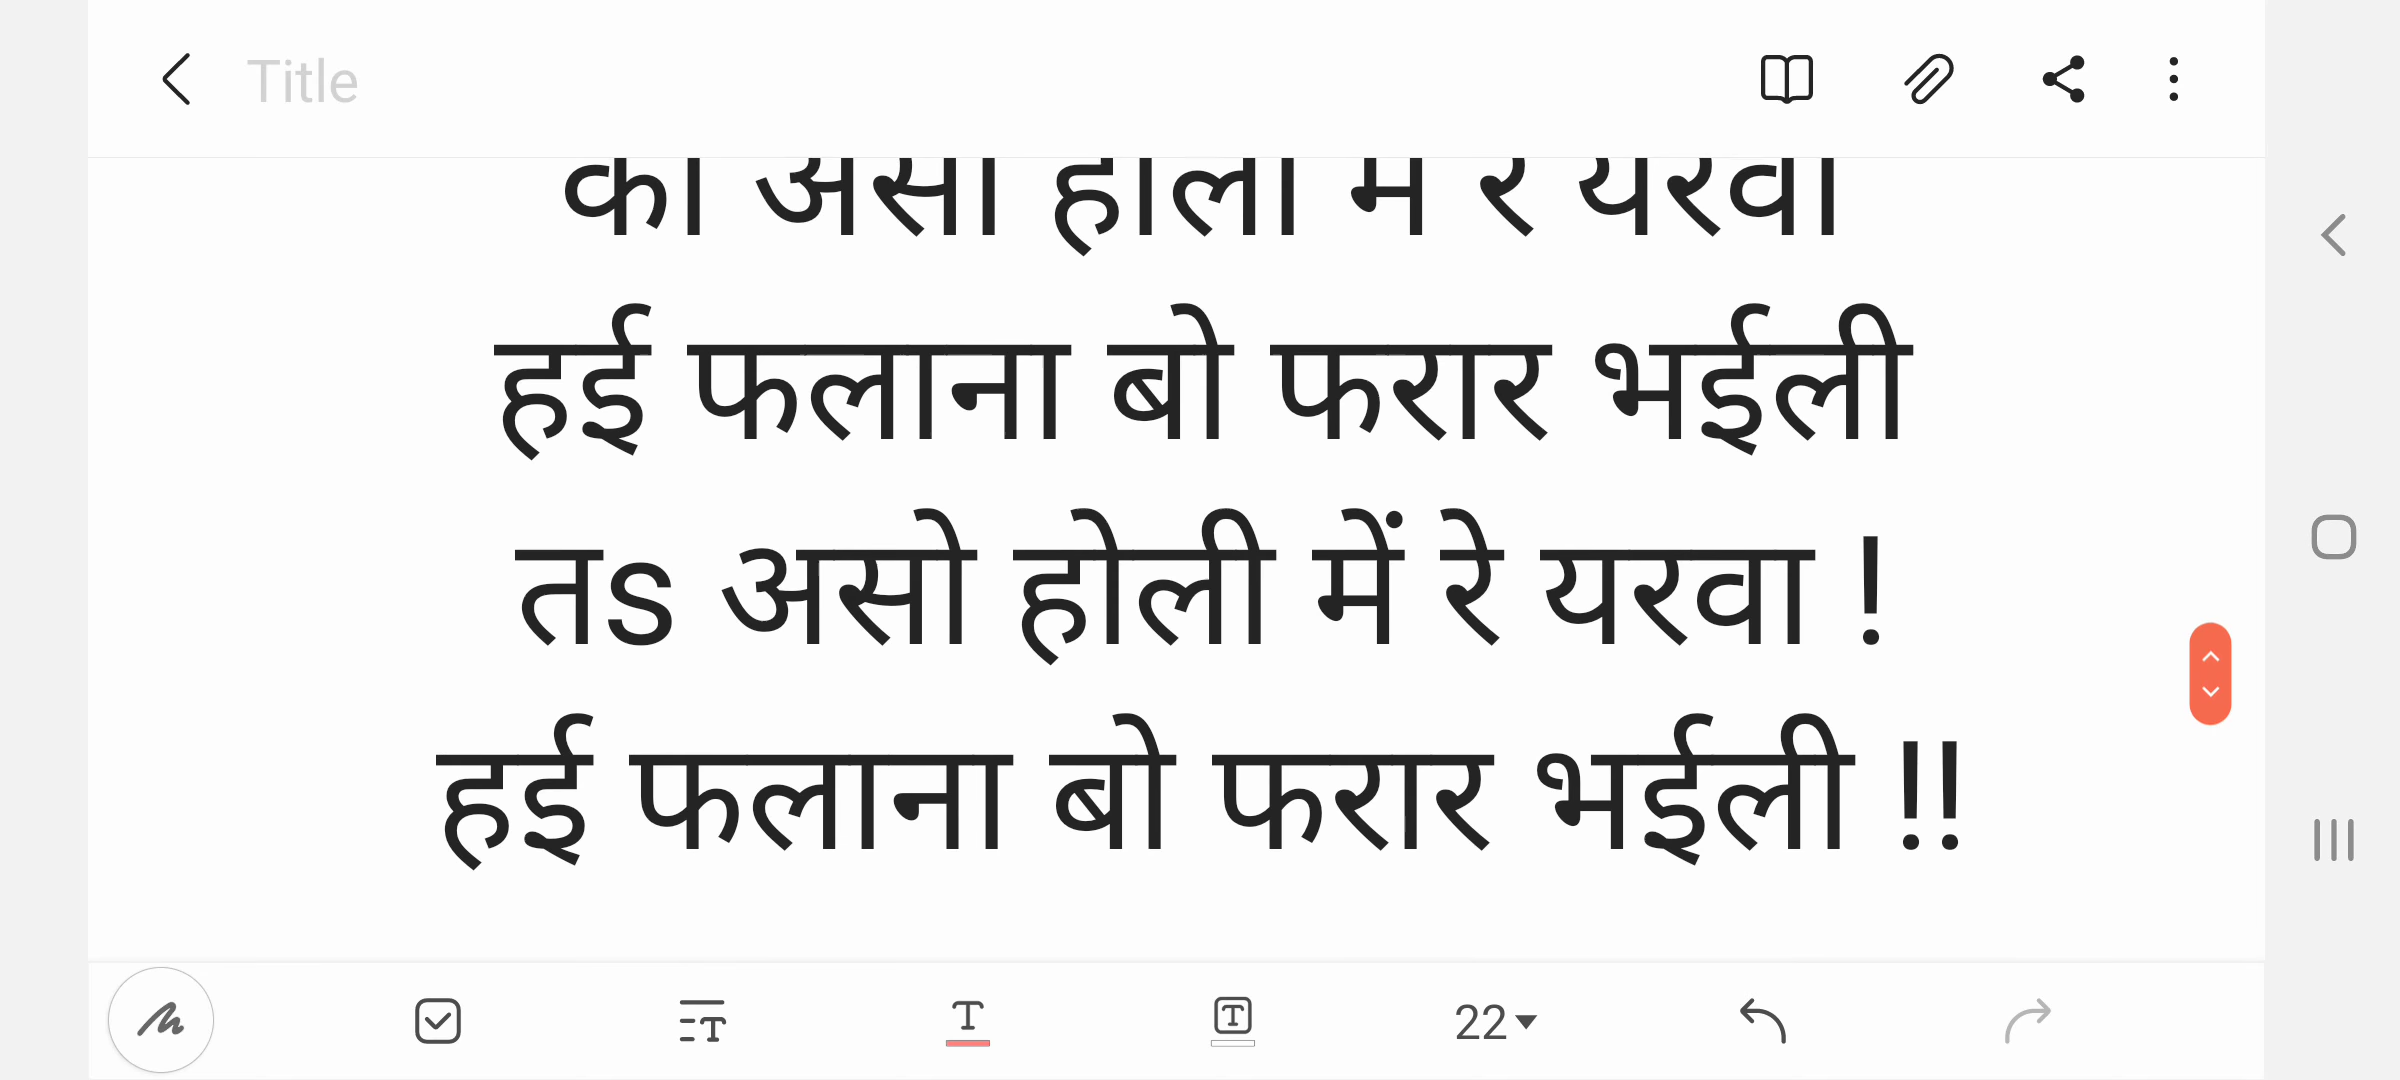 Title
हई फलाना बो फरार भईली
तs असो होली में रे यरवा !
हई फलाना बो फरार भईली !!
22